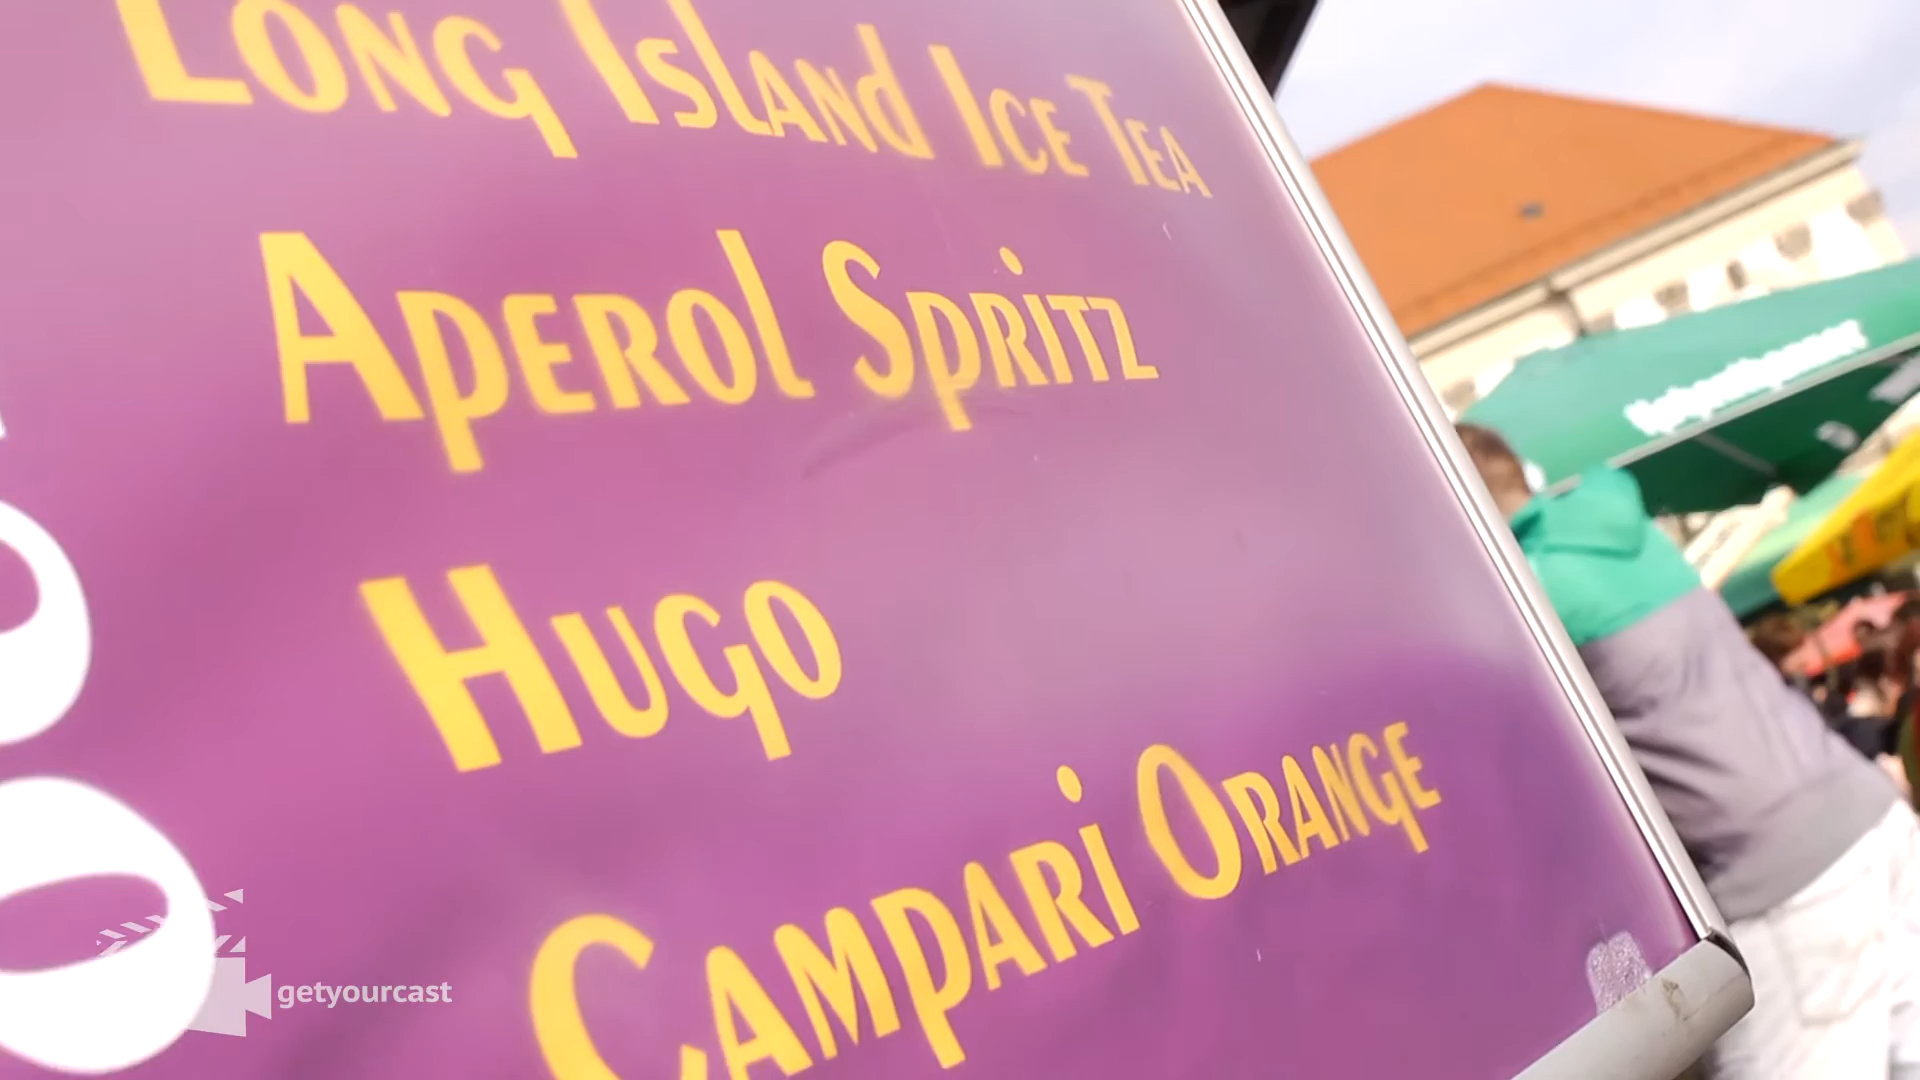 Long Island Ice Tea
Aperol Spritz
Hugo
Campari Orange
getyourcast